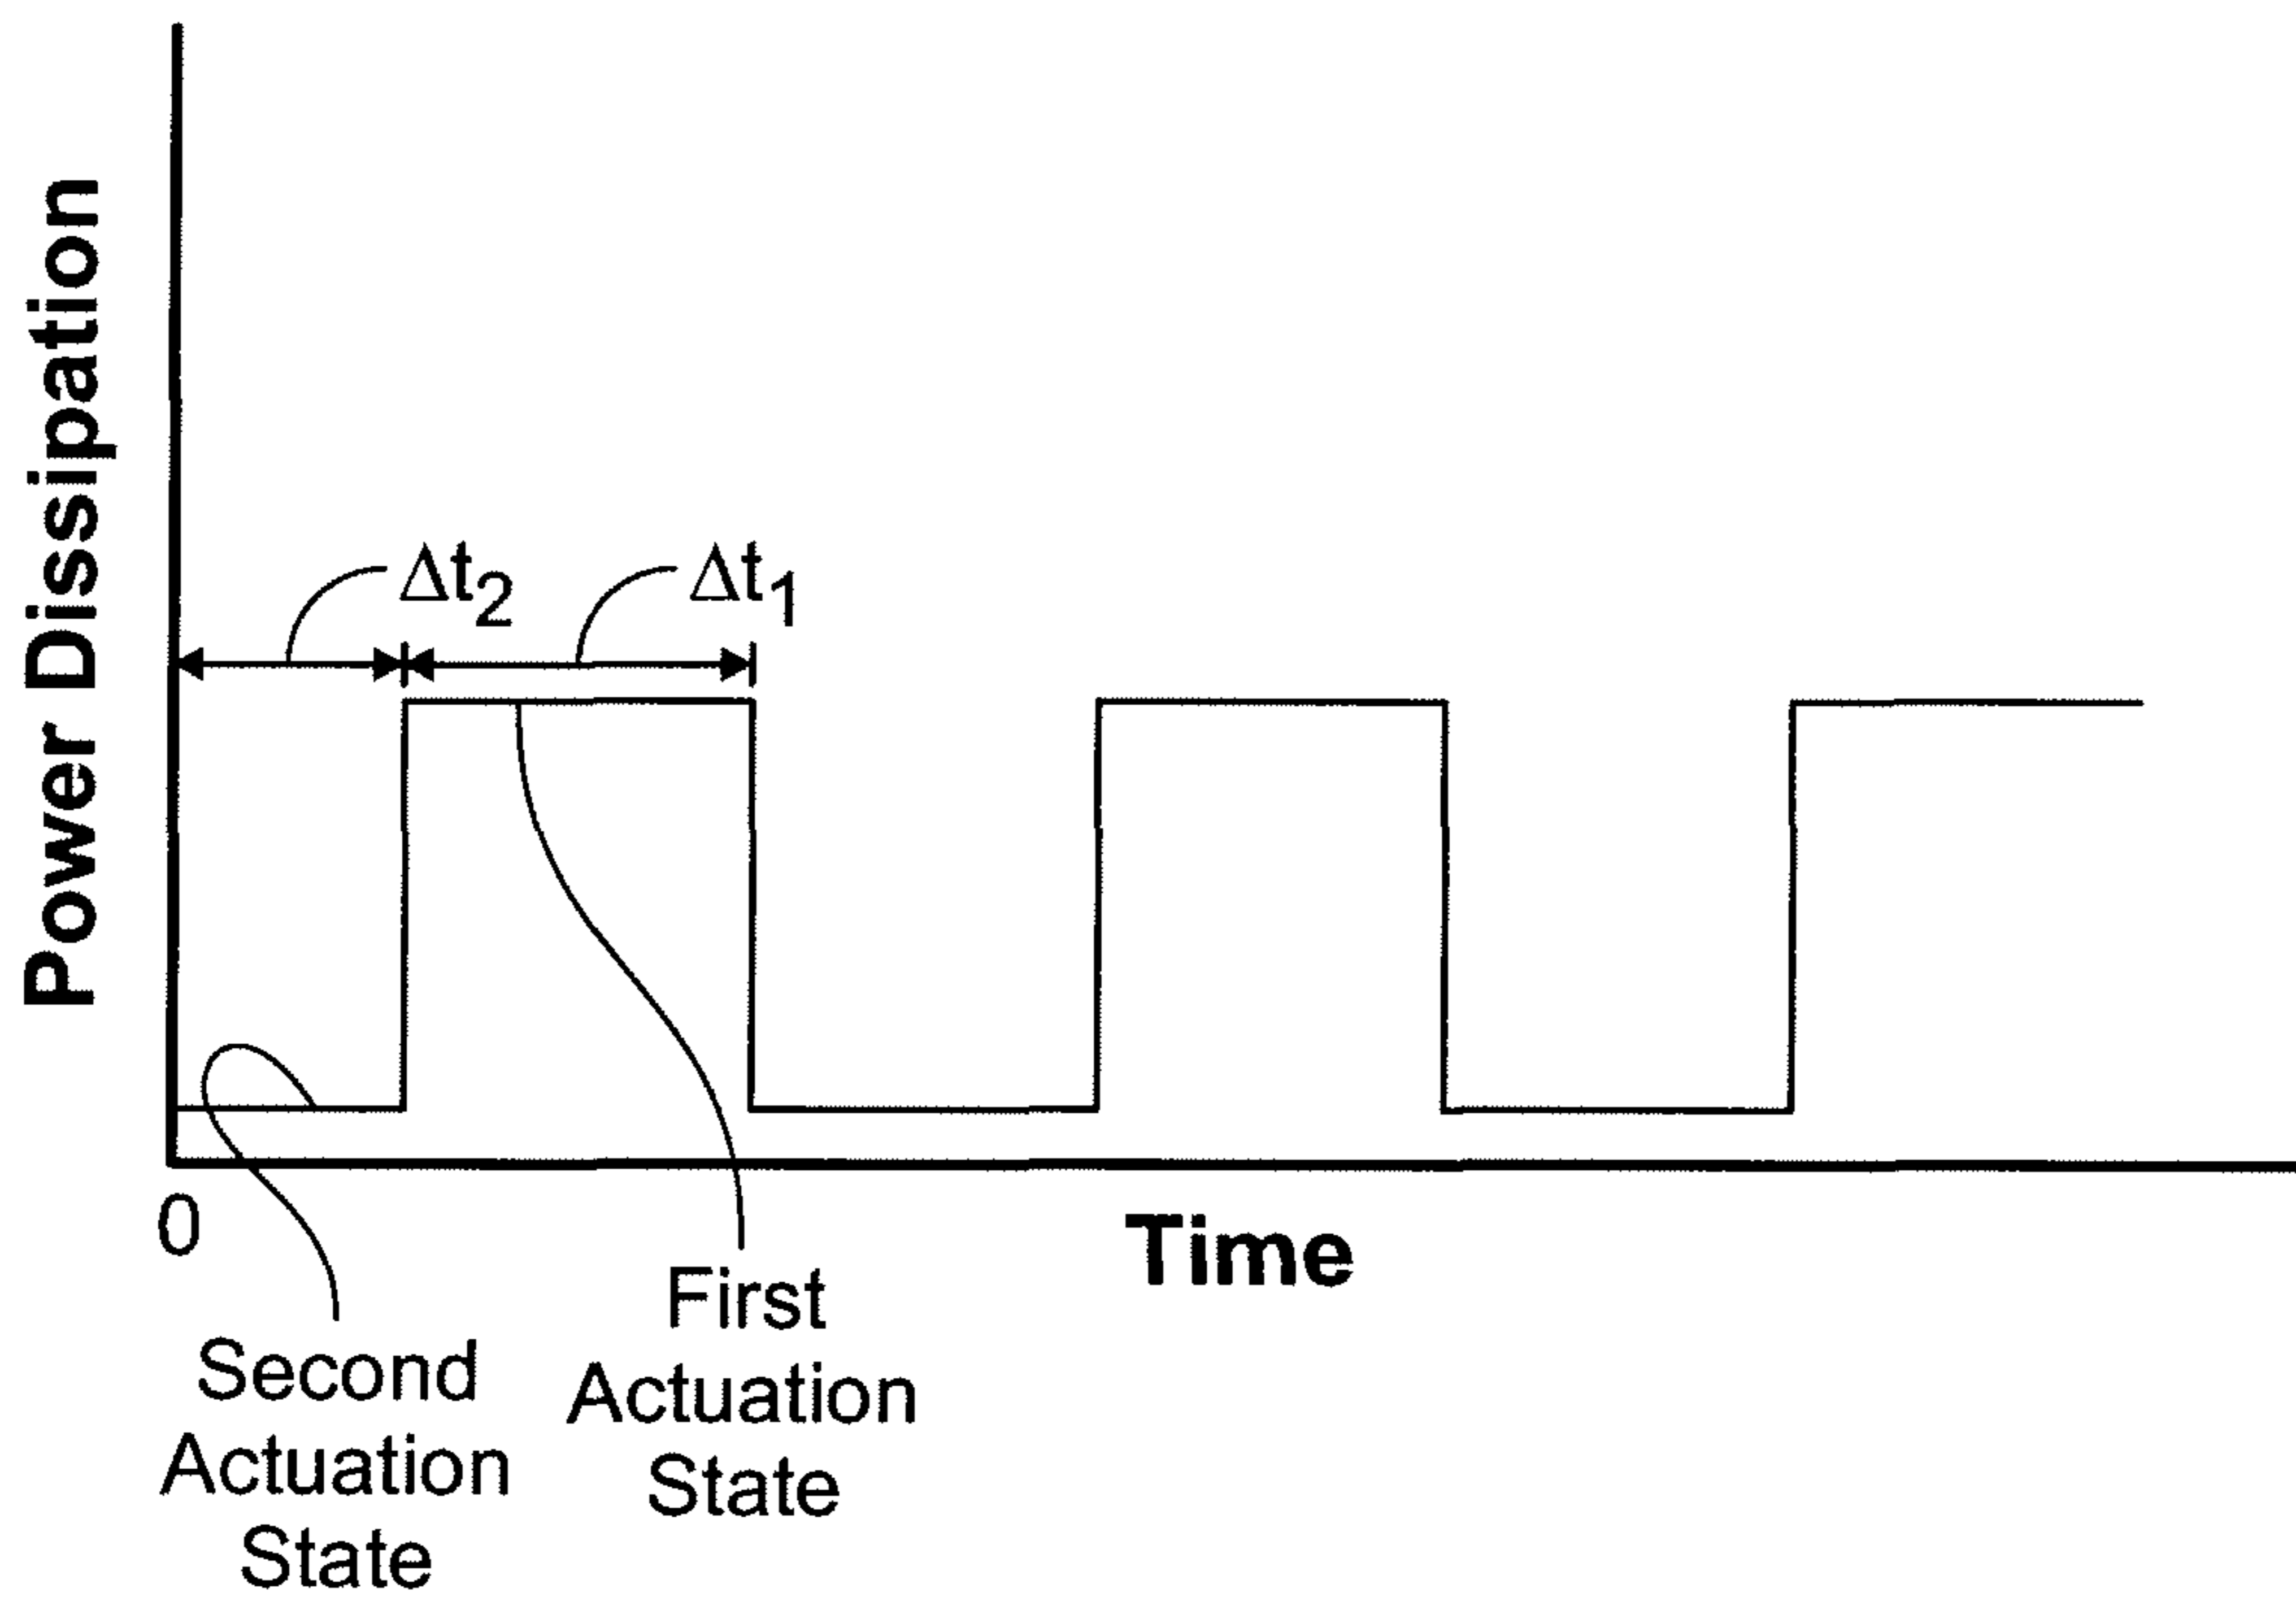 Power Dissipation
Δt2
Δt1
0
Time
First
Actuation
State
Second
Actuation
State